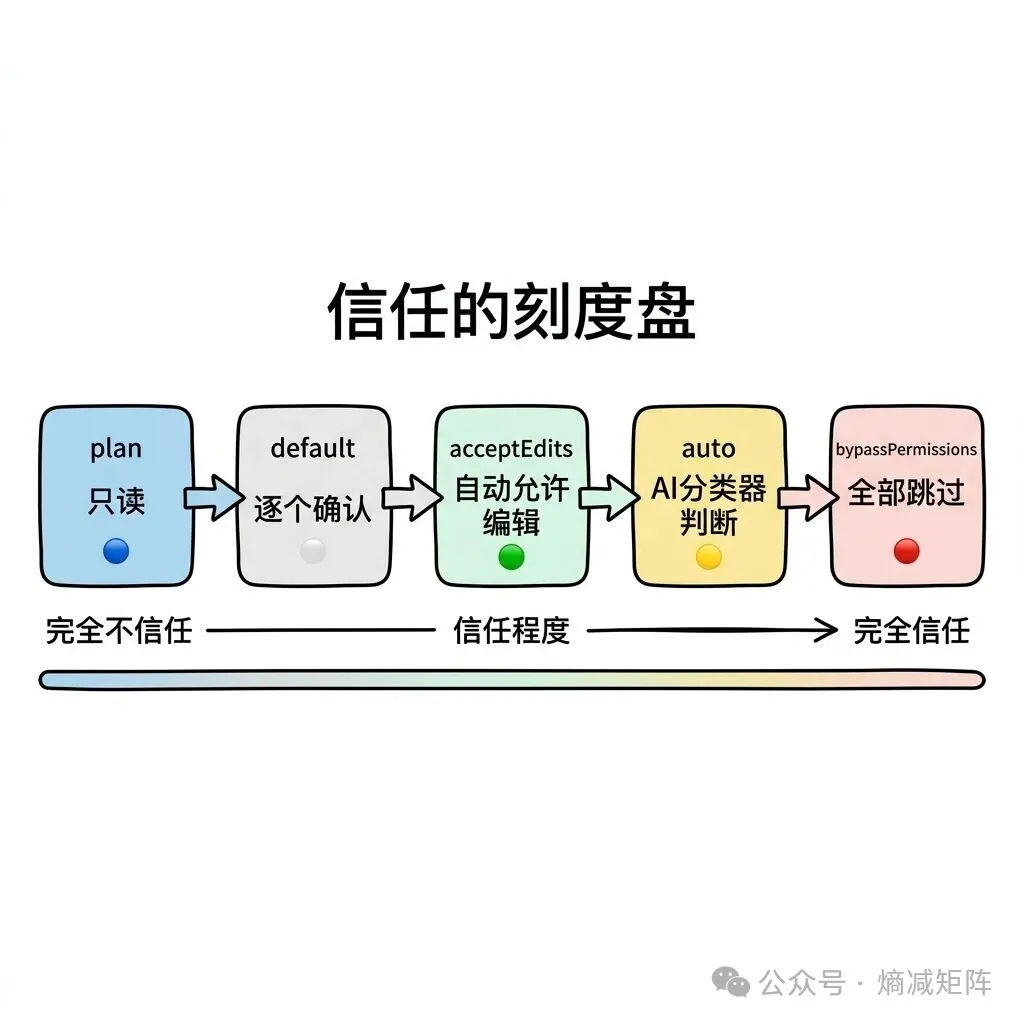 信任的刻度盘
plan
只读
default
逐个确认
acceptEdits
自动允许
编辑
auto
AI分类器
判断
bypassPermissions
全部跳过
完全不信任
信任程度
完全信任
公众号 · 熵减矩阵